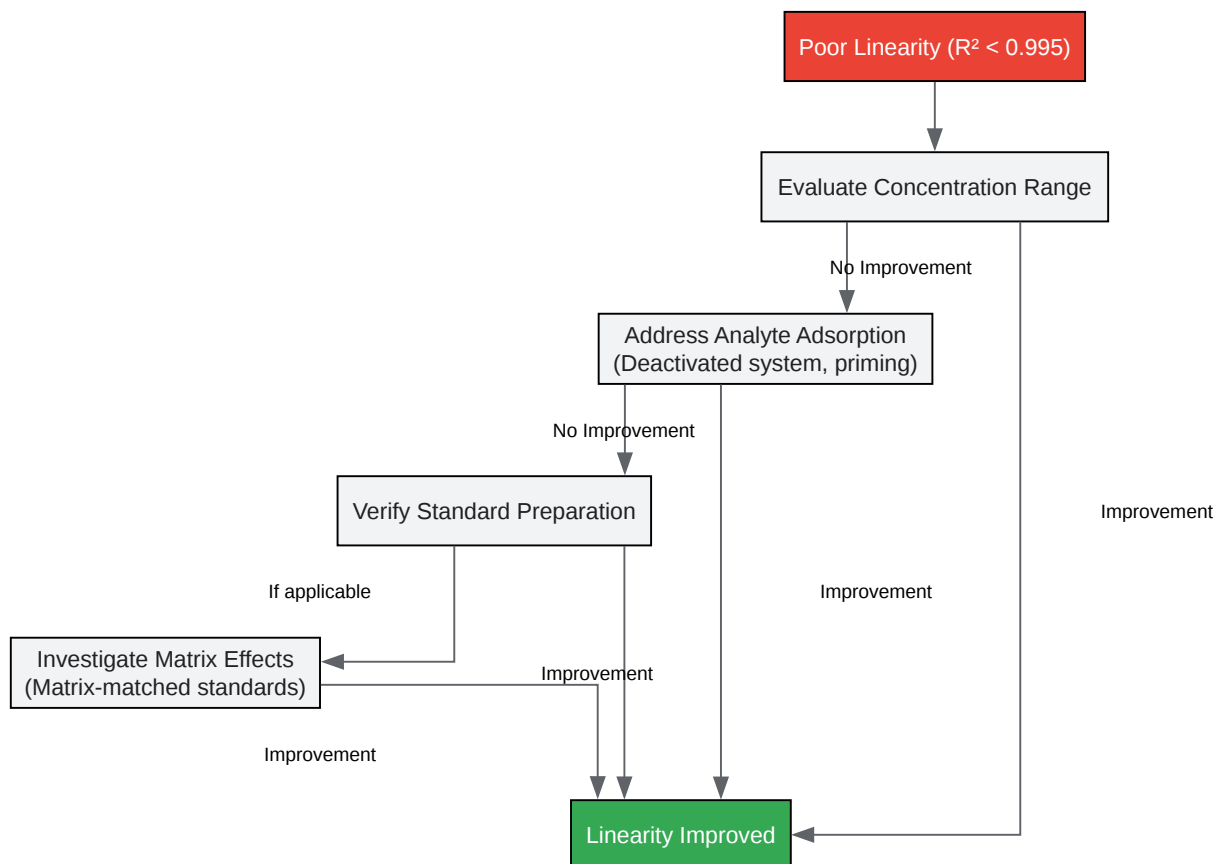 Poor Linearity (R² < 0.995)
Evaluate Concentration Range
No Improvement
Address Analyte Adsorption
(Deactivated system, priming)
No Improvement
Verify Standard Preparation
Improvement
If applicable
Improvement
Investigate Matrix Effects
(Matrix-matched standards)
Improvement
Improvement
Linearity Improved